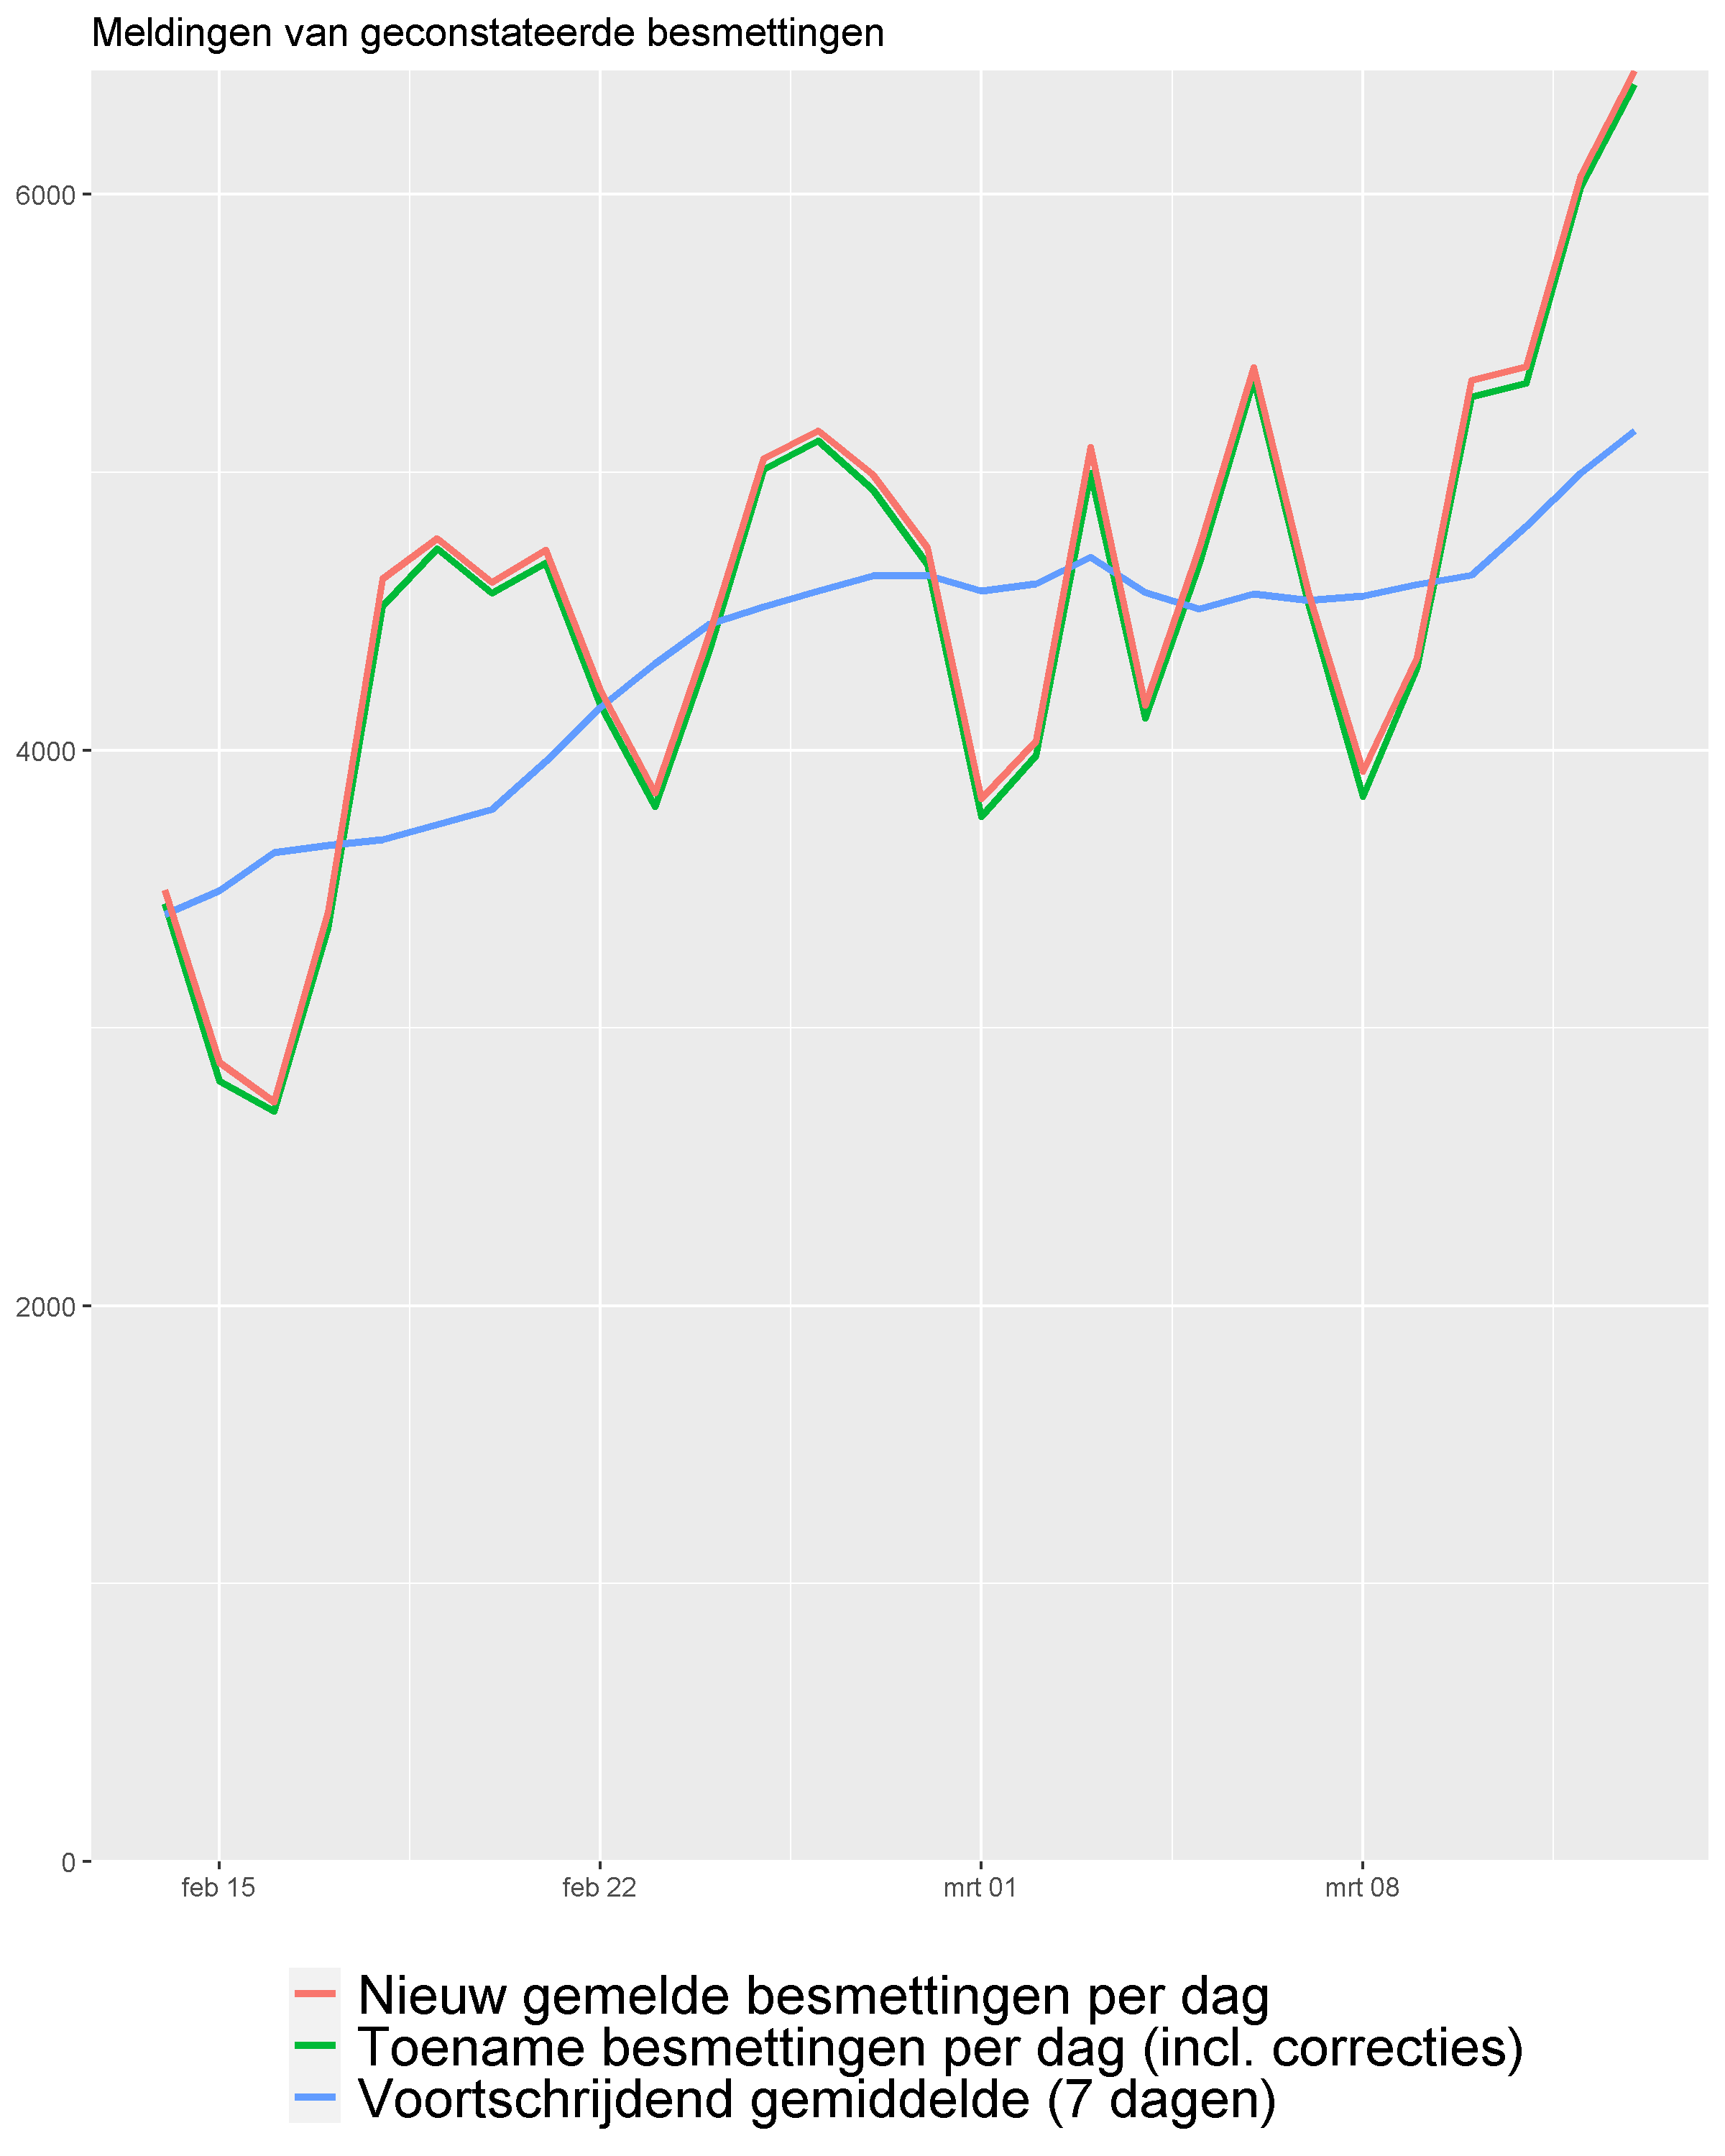 Meldingen van geconstateerde besmettingen
6000
4000
2000
0
feb 15
feb 22
mrt 01
mrt 08
Nieuw gemelde besmettingen per dag
Toename besmettingen per dag (incl. correcties)
Voortschrijdend gemiddelde (7 dagen)